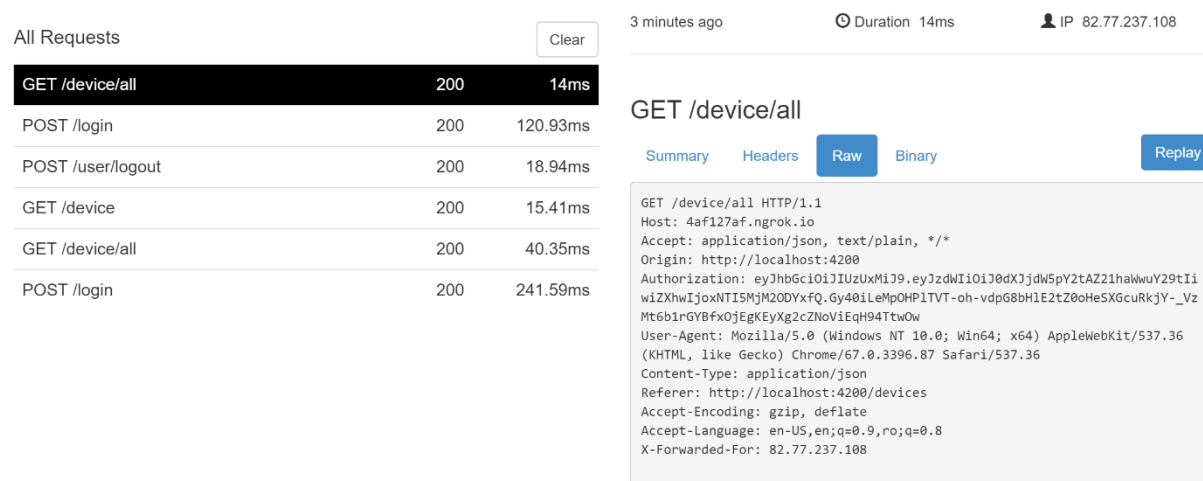 All Requests
Clear
GET /device/all 200 14ms
POST /login 200 120.93ms
POST /user/logout 200 18.94ms
GET /device 200 15.41ms
GET /device/all 200 40.35ms
POST /login 200 241.59ms
3 minutes ago Duration 14ms IP 82.77.237.108
GET /device/all
Summary Headers Raw Binary Replay
GET /device/all HTTP/1.1
Host: 4af127af.ngrok.io
Accept: application/json, text/plain, */*
Origin: http://localhost:4200
Authorization: eyJhbGciOiJIUzUxMiJ9.eyJzdWIiOiJ0dXJjdW5pY2tAZ21haWwuY29tIi
wiZXhwIjoxNTI5MjM2ODYxfQ.Gy40iLeMpOHPlTVT-oh-vdpG8bHlE2tZ0oHeSXGcuRkjY-_Vz
Mt6b1rGYBfxOjEgKEyXg2cZNoViEqH94TtwOw
User-Agent: Mozilla/5.0 (Windows NT 10.0; Win64; x64) AppleWebKit/537.36
(KHTML, like Gecko) Chrome/67.0.3396.87 Safari/537.36
Content-Type: application/json
Referer: http://localhost:4200/devices
Accept-Encoding: gzip, deflate
Accept-Language: en-US,en;q=0.9,ro;q=0.8
X-Forwarded-For: 82.77.237.108